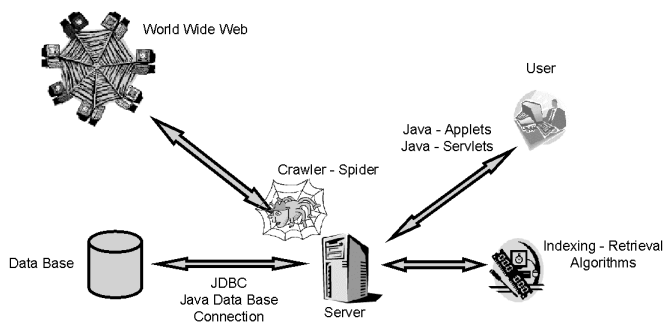 World Wide Web
User
Java - Applets
Java - Servlets
Crawler - Spider
Data Base
JDBC
Java Data Base
Connection
Server
Indexing - Retrieval
Algorithms